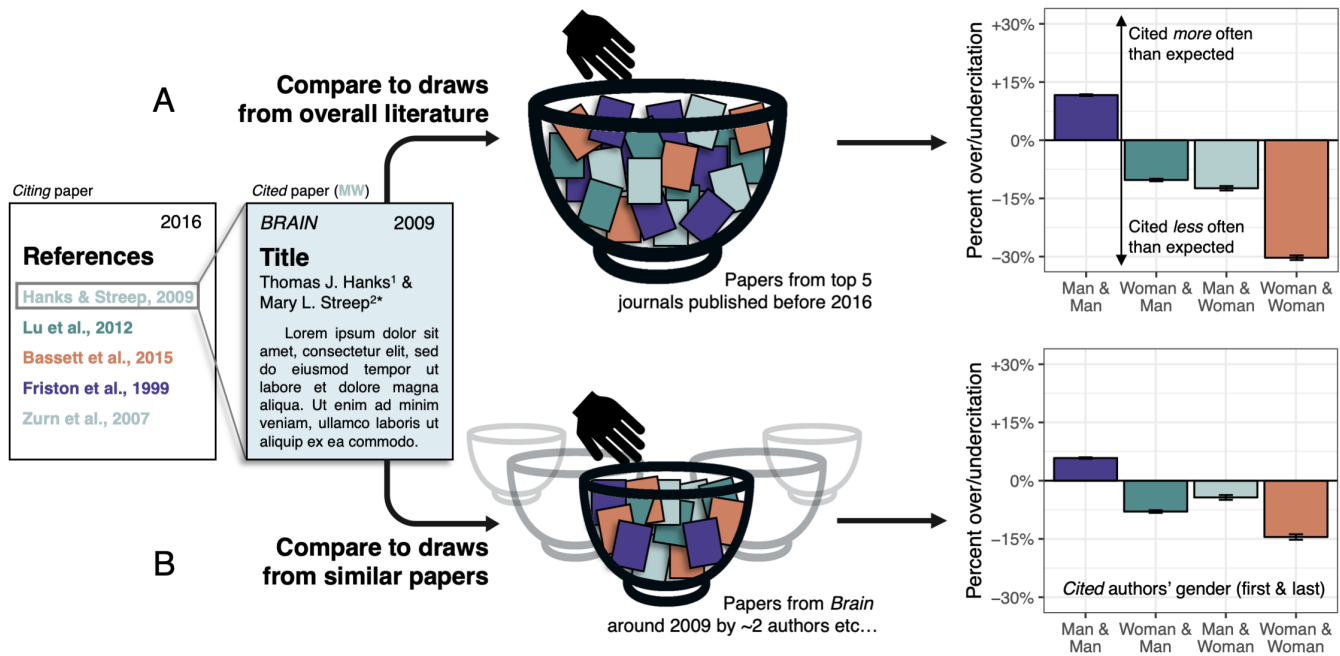 A
Compare to draws
from overall literature
Citing paper
2016
References
Hanks & Streep, 2009
Lu et al., 2012
Bassett et al., 2015
Friston et al., 1999
Zurn et al., 2007
Cited paper (MW)
BRAIN 2009
Title
Thomas J. Hanks¹ &
Mary L. Streep²*
Lorem ipsum dolor sit
amet, consectetur elit, sed
do eiusmod tempor ut
labore et dolore magna
aliqua. Ut enim ad minim
veniam, ullamco laboris ut
aliquip ex ea commodo.
Papers from top 5
journals published before 2016
Percent over/undercitation
+30%
+15%
0%
−15%
−30%
Cited more often
than expected
Cited less often
than expected
Man &
Man
Woman &
Man
Man &
Woman
Woman &
Woman
B
Compare to draws
from similar papers
Papers from Brain
around 2009 by ~2 authors etc…
Percent over/undercitation
+30%
+15%
0%
−15%
−30%
Cited authors’ gender (first & last)
Man &
Man
Woman &
Man
Man &
Woman
Woman &
Woman